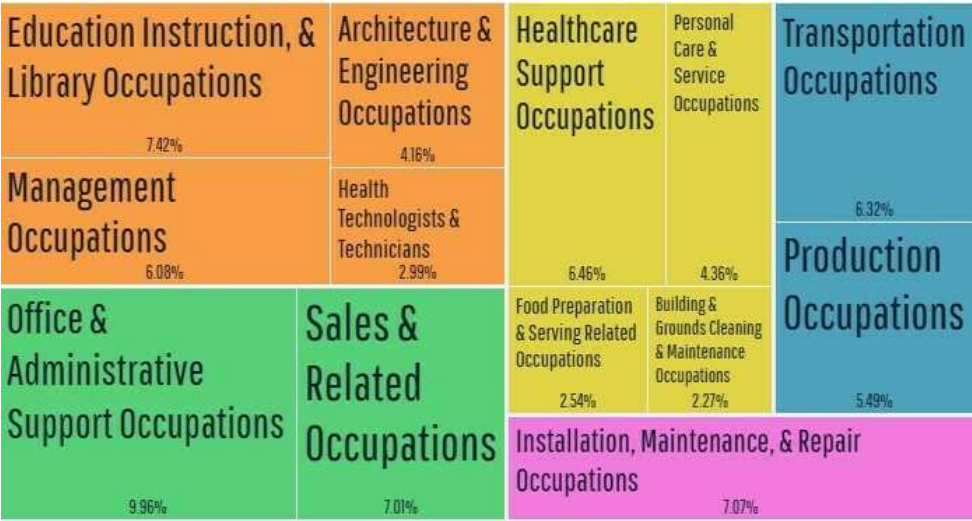 Education Instruction, &
Library Occupations
7.42%
Architecture &
Engineering
Occupations
4.16%
Management
Occupations
6.08%
Health
Technologists &
Technicians
2.99%
Office &
Administrative
Support Occupations
9.96%
Sales &
Related
Occupations
7.01%
Healthcare
Support
Occupations
6.46%
Personal
Care &
Service
Occupations
4.36%
Food Preparation
& Serving Related
Occupations
2.54%
Building &
Grounds Cleaning
& Maintenance
Occupations
2.27%
Transportation
Occupations
6.32%
Production
Occupations
5.49%
Installation, Maintenance, & Repair
Occupations
7.07%